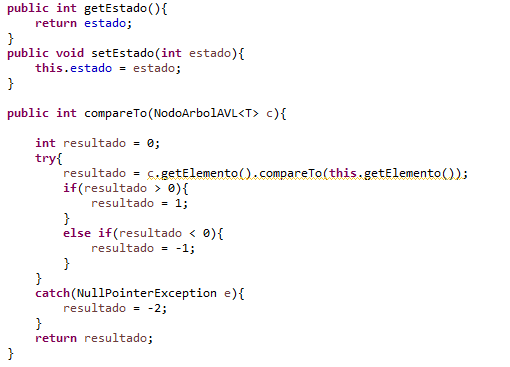 public int getEstado(){
    return estado;
}
public void setEstado(int estado){
    this.estado = estado;
}

public int compareTo(NodoArbolAVL<T> c){

    int resultado = 0;
    try{
        resultado = c.getElemento().compareTo(this.getElemento());
        if(resultado > 0){
            resultado = 1;
        }
        else if(resultado < 0){
            resultado = -1;
        }
    }
    catch(NullPointerException e){
        resultado = -2;
    }
    return resultado;
}